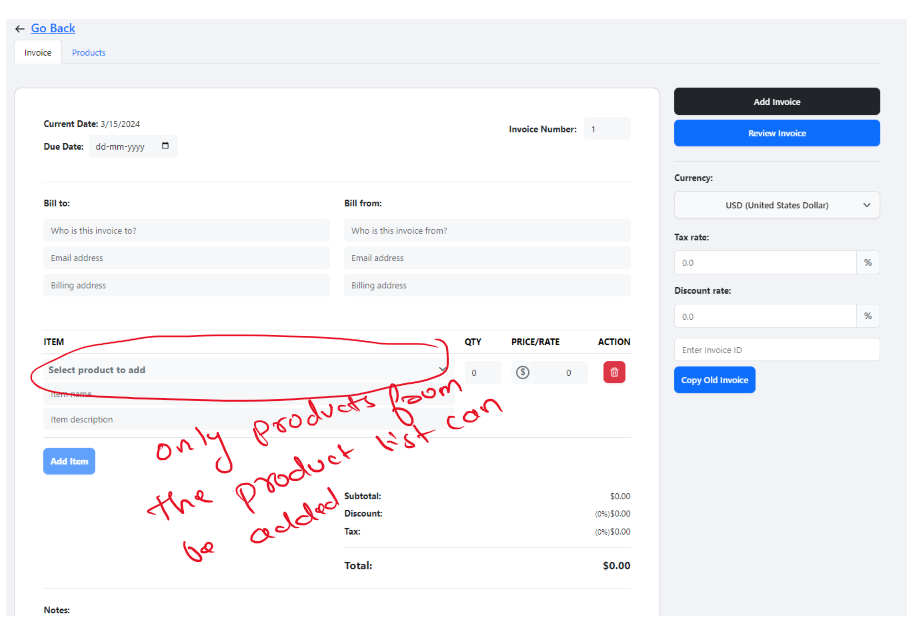 ← Go Back
Invoice Products
Add Invoice
Review Invoice
Current Date: 3/15/2024
Invoice Number: 1
Due Date: dd-mm-yyyy
Currency:
USD (United States Dollar)
Bill to: Bill from:
Who is this invoice to? Who is this invoice from?
Email address Email address
Billing address Billing address
Tax rate:
0.0 %
Discount rate:
0.0 %
Enter Invoice ID
Copy Old Invoice
ITEM QTY PRICE/RATE ACTION
Select product to add 0 $ 0
Item name
Item description
Add Item
only products from
the product list can
be added
Subtotal: $0.00
Discount: (0%)$0.00
Tax: (0%)$0.00
Total: $0.00
Notes: